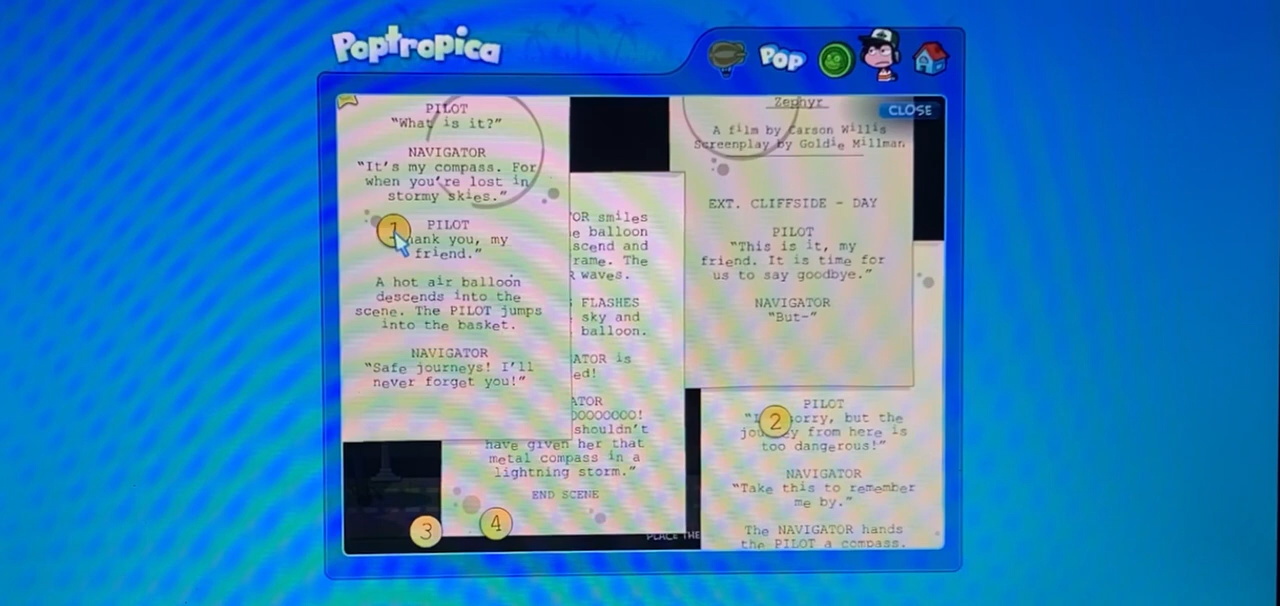 Poptropica
POP
CLOSE
PILOT
"What is it?"
NAVIGATOR
"It's my compass. For
when you're lost in
stormy skies."
1
PILOT
hank you, my
friend."
A hot air balloon
descends into the
scene. The PILOT jumps
into the basket.
NAVIGATOR
"Safe journeys! I'll
never forget you!"
OR smiles
e balloon
scend and
rame. The
R waves.
FLASHES
sky and
balloon.
ATOR is
ed!
ATOR
OOOOOOOO!
shouldn't
have given her that
metal compass in a
lightning storm."
END SCENE
3
4
PLACE THE
Zephyr
A film by Carson Willis
Screenplay by Goldie Millman
EXT. CLIFFSIDE - DAY
PILOT
"This is it, my
friend. It is time for
us to say goodbye."
NAVIGATOR
"But-"
PILOT
2
"I sorry, but the
jou ey from here is
too dangerous!"
NAVIGATOR
"Take this to remember
me by."
The NAVIGATOR hands
the PILOT a compass.